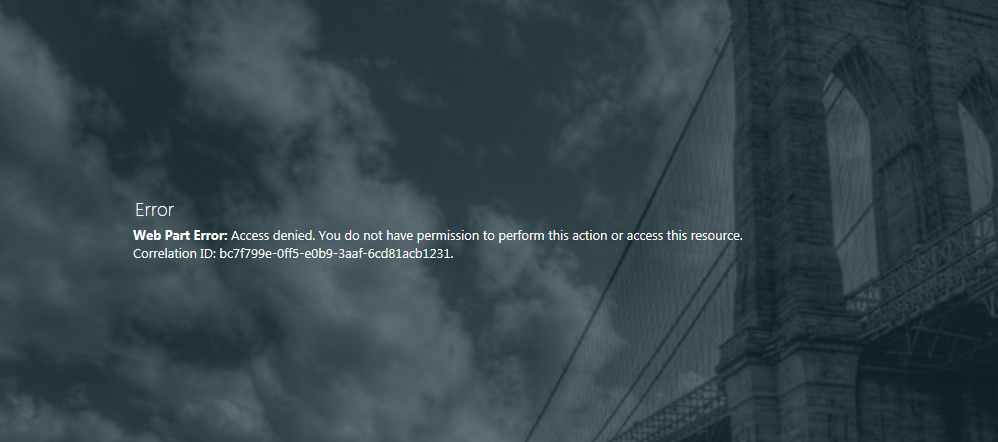 Error
Web Part Error: Access denied. You do not have permission to perform this action or access this resource.
Correlation ID: bc7f799e-0ff5-e0b9-3aaf-6cd81acb1231.